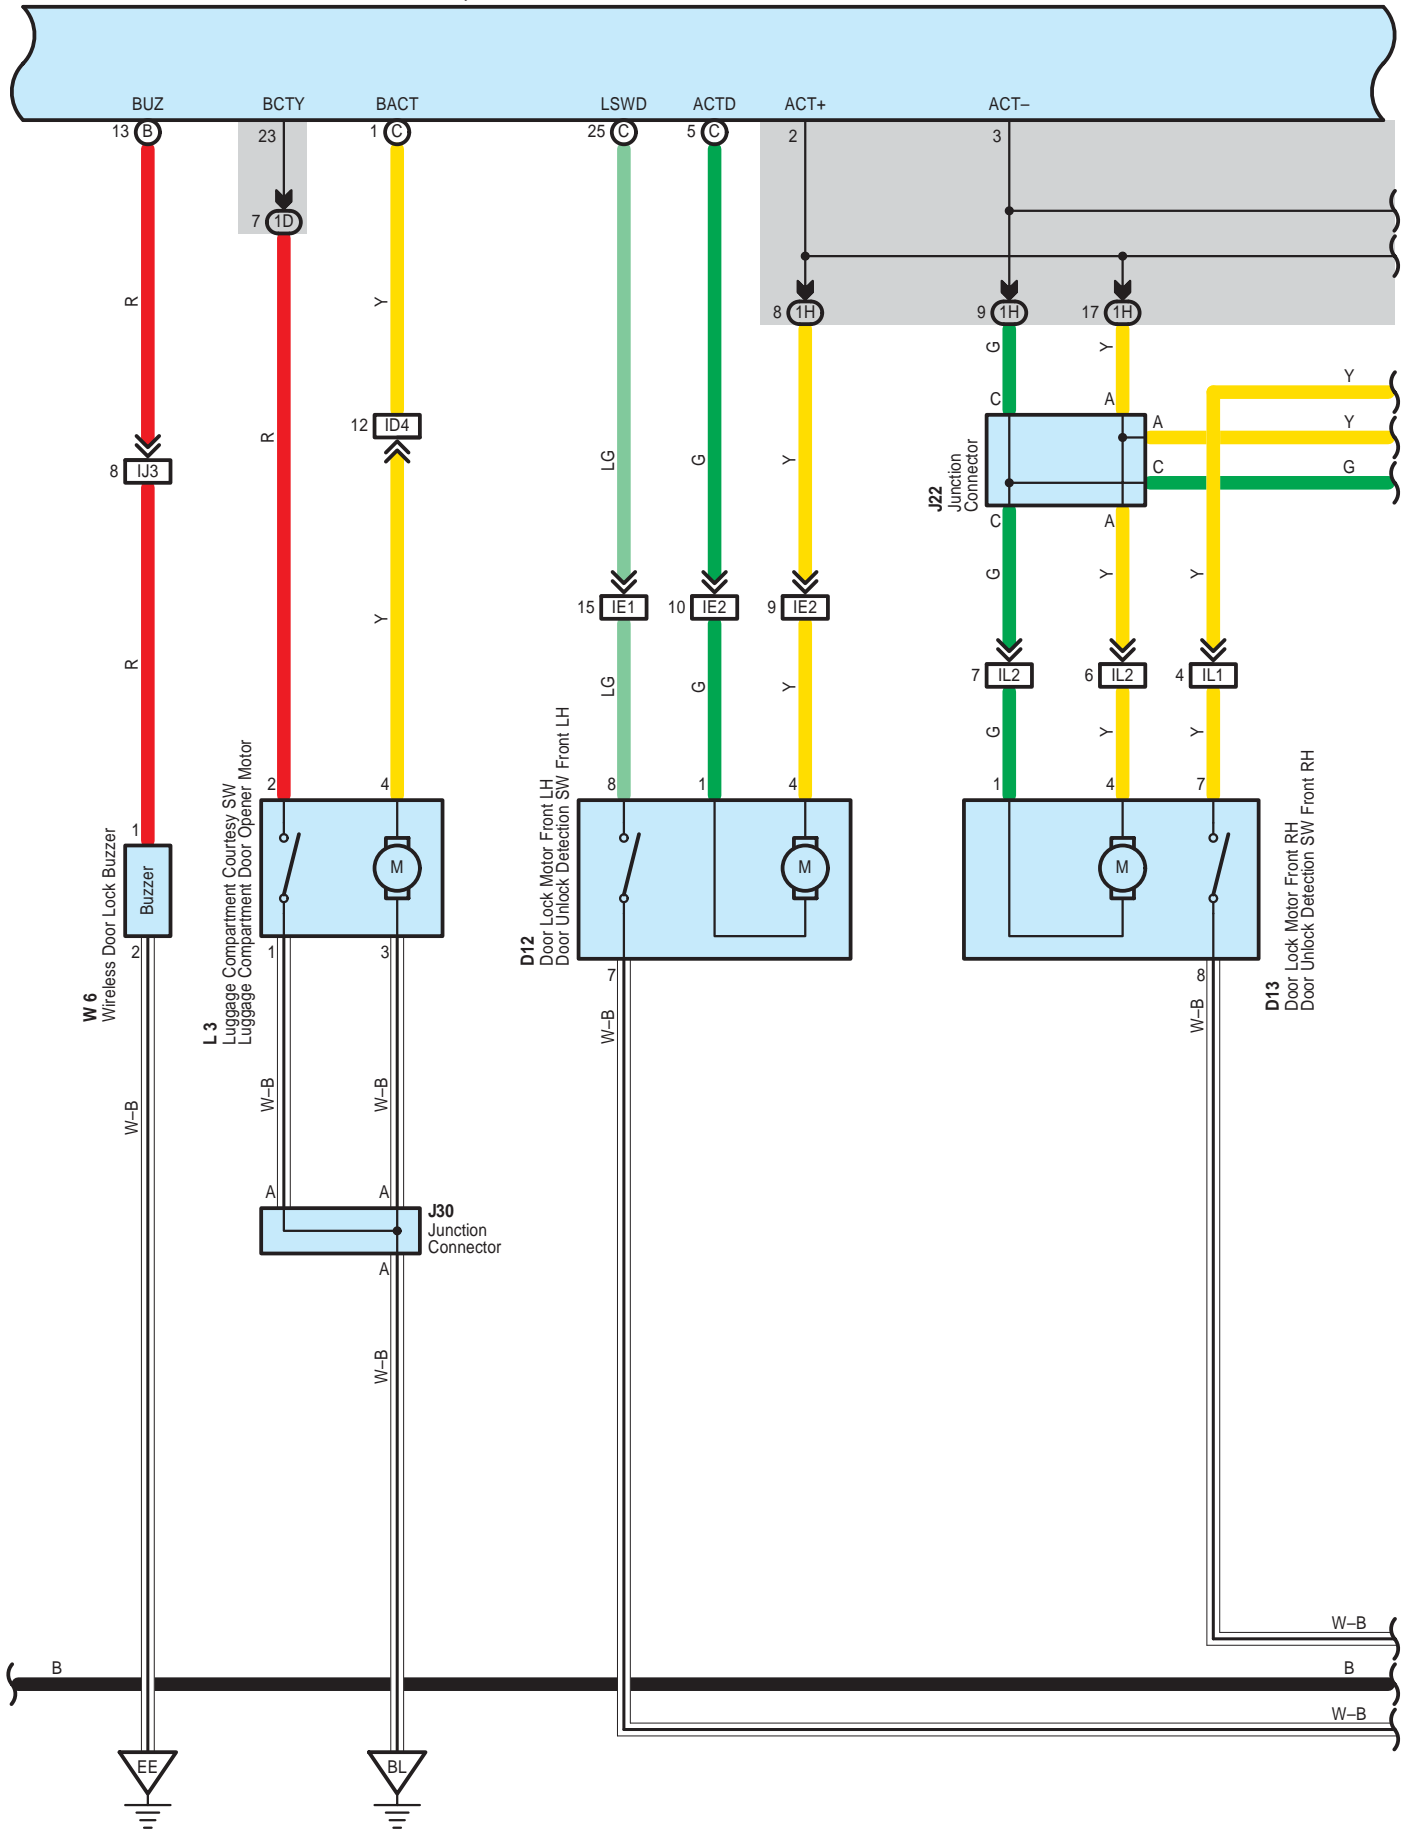 BUZ BCTY BACT LSWD ACTD ACT+ ACT–
13 B 23 1 C 25 C 5 C 2 3
7 1D
R Y
8 1H 9 1H 17 1H
G Y
Y
C A
A Y
12 ID4
R
LG G Y
C G
8 IJ3
J22
Junction
Connector
C A
G Y Y
15 IE1 10 IE2 9 IE2
Y
R
LG G Y
7 IL2 6 IL2 4 IL1
G Y Y
2 4 8 1 4 1 4 7
1
Buzzer
M M M
W 6
Wireless Door Lock Buzzer
L 3
Luggage Compartment Courtesy SW
Luggage Compartment Door Opener Motor
D12
Door Lock Motor Front LH
Door Unlock Detection SW Front LH
D13
Door Lock Motor Front RH
Door Unlock Detection SW Front RH
2 1 3 7 8
W–B W–B
W–B W–B W–B
A A
J30
Junction
Connector
A
W–B
W–B
B B
W–B
EE BL